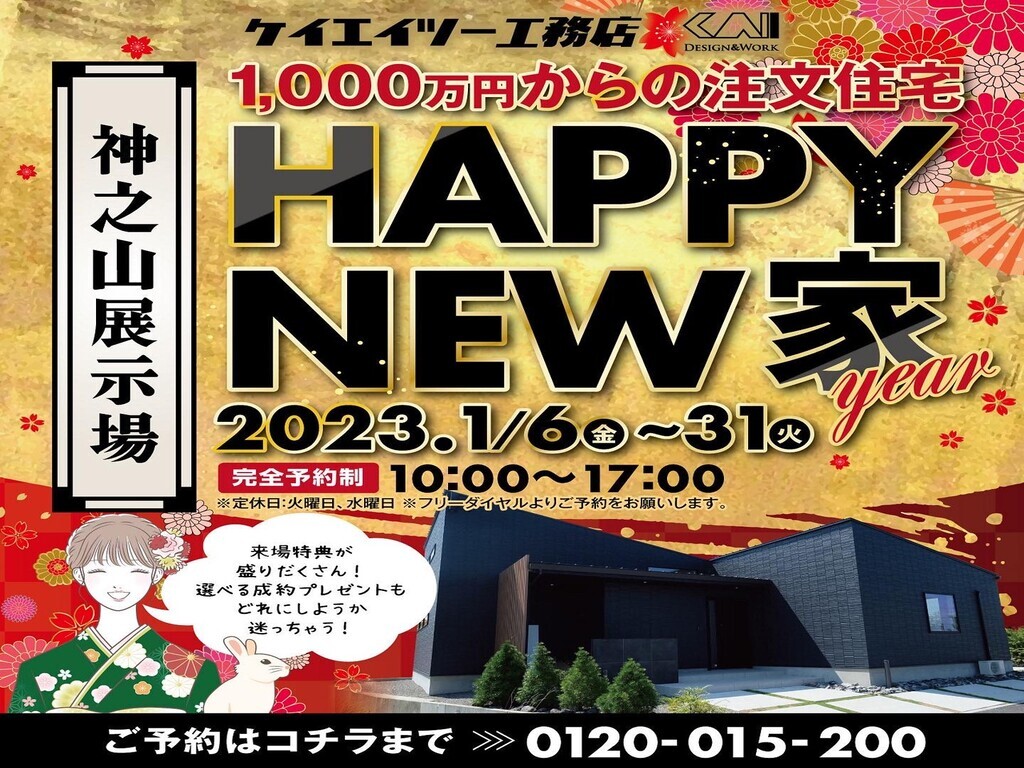 ケイエイツー工務店
KAI
DESIGN&WORK
1,000万円からの注文住宅
神之山展示場
HAPPY
NEW家
year
2023.1/6金～31火
完全予約制 10:00～17:00
※定休日:火曜日、水曜日 ※フリーダイヤルよりご予約をお願いします。
来場特典が
盛りだくさん！
選べる成約プレゼントも
どれにしようか
迷っちゃう！
ご予約はコチラまで >>> 0120-015-200